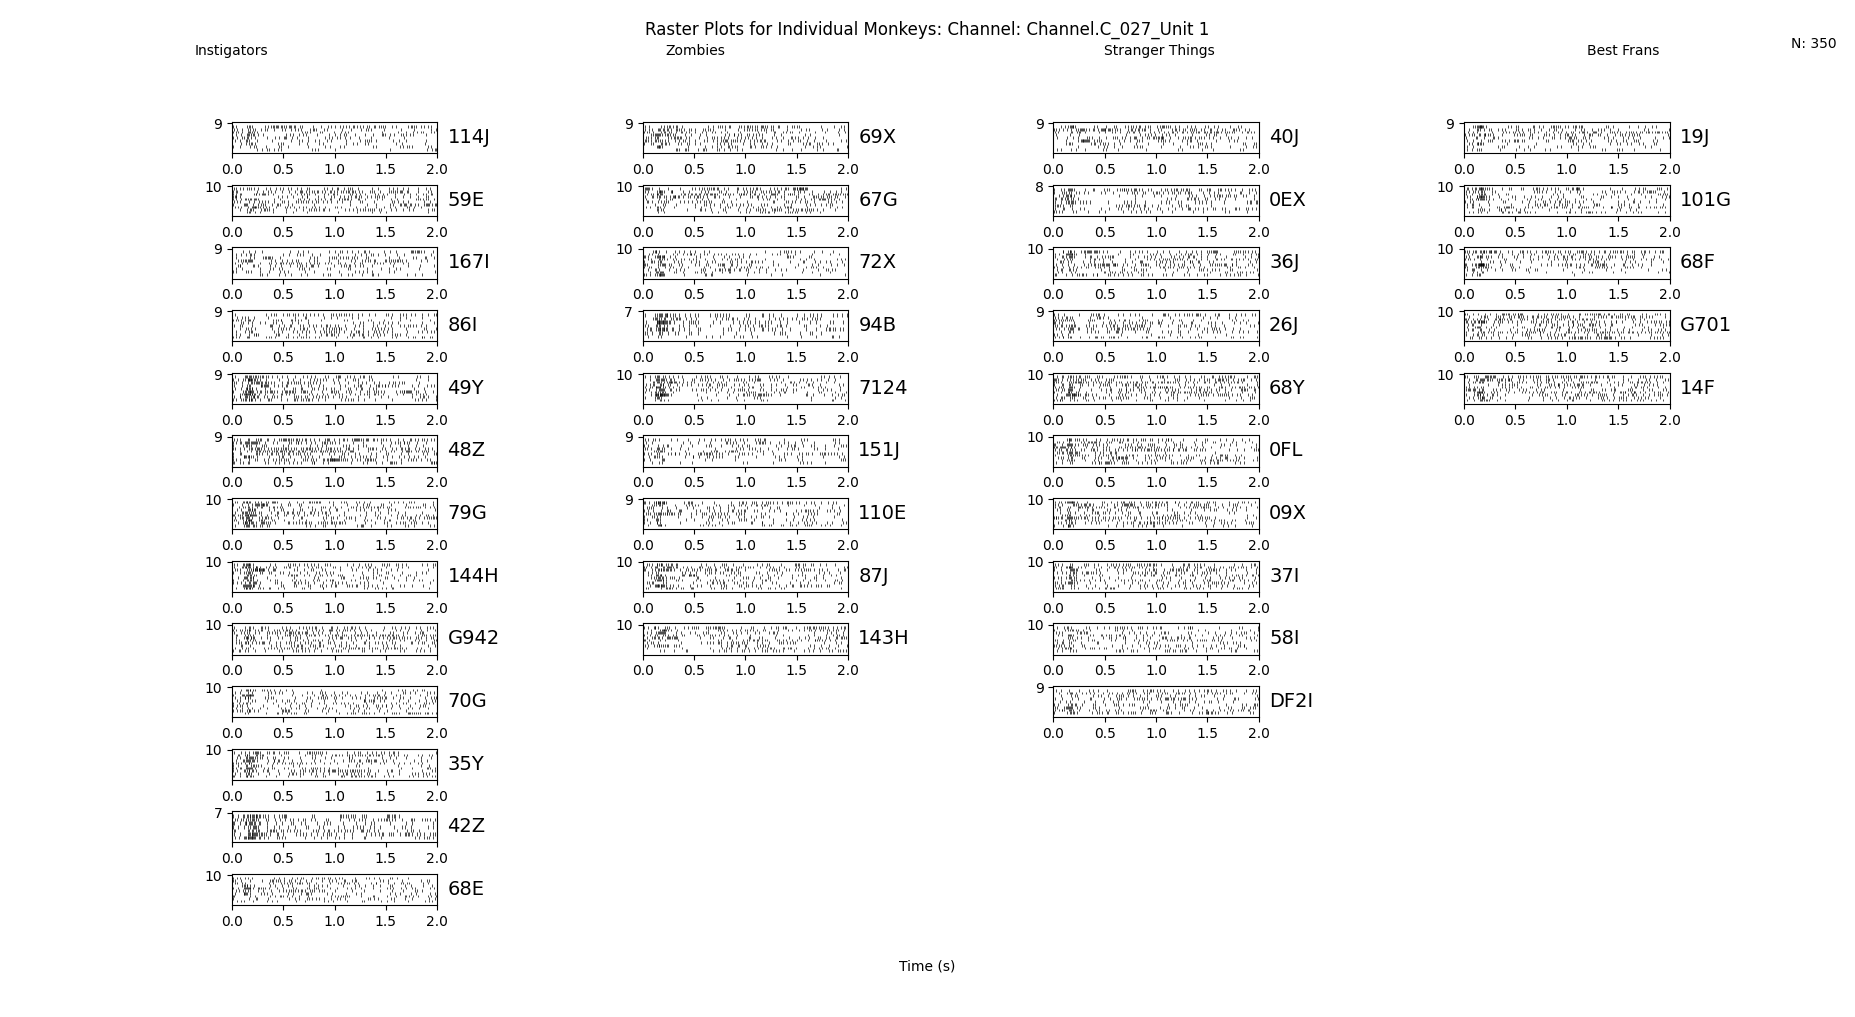 Raster Plots for Individual Monkeys: Channel: Channel.C_027_Unit 1
Instigators Zombies Stranger Things Best Frans N: 350
9 114J 9 69X 9 40J 9 19J
0.0 0.5 1.0 1.5 2.0 0.0 0.5 1.0 1.5 2.0 0.0 0.5 1.0 1.5 2.0 0.0 0.5 1.0 1.5 2.0
10 59E 10 67G 8 0EX 10 101G
0.0 0.5 1.0 1.5 2.0 0.0 0.5 1.0 1.5 2.0 0.0 0.5 1.0 1.5 2.0 0.0 0.5 1.0 1.5 2.0
9 167I 10 72X 10 36J 10 68F
0.0 0.5 1.0 1.5 2.0 0.0 0.5 1.0 1.5 2.0 0.0 0.5 1.0 1.5 2.0 0.0 0.5 1.0 1.5 2.0
9 86I 7 94B 9 26J 10 G701
0.0 0.5 1.0 1.5 2.0 0.0 0.5 1.0 1.5 2.0 0.0 0.5 1.0 1.5 2.0 0.0 0.5 1.0 1.5 2.0
9 49Y 10 7124 10 68Y 10 14F
0.0 0.5 1.0 1.5 2.0 0.0 0.5 1.0 1.5 2.0 0.0 0.5 1.0 1.5 2.0 0.0 0.5 1.0 1.5 2.0
9 48Z 9 151J 10 0FL
0.0 0.5 1.0 1.5 2.0 0.0 0.5 1.0 1.5 2.0 0.0 0.5 1.0 1.5 2.0
10 79G 9 110E 10 09X
0.0 0.5 1.0 1.5 2.0 0.0 0.5 1.0 1.5 2.0 0.0 0.5 1.0 1.5 2.0
10 144H 10 87J 10 37I
0.0 0.5 1.0 1.5 2.0 0.0 0.5 1.0 1.5 2.0 0.0 0.5 1.0 1.5 2.0
10 G942 10 143H 10 58I
0.0 0.5 1.0 1.5 2.0 0.0 0.5 1.0 1.5 2.0 0.0 0.5 1.0 1.5 2.0
10 70G 9 DF2I
0.0 0.5 1.0 1.5 2.0 0.0 0.5 1.0 1.5 2.0
10 35Y
0.0 0.5 1.0 1.5 2.0
7 42Z
0.0 0.5 1.0 1.5 2.0
10 68E
0.0 0.5 1.0 1.5 2.0
Time (s)